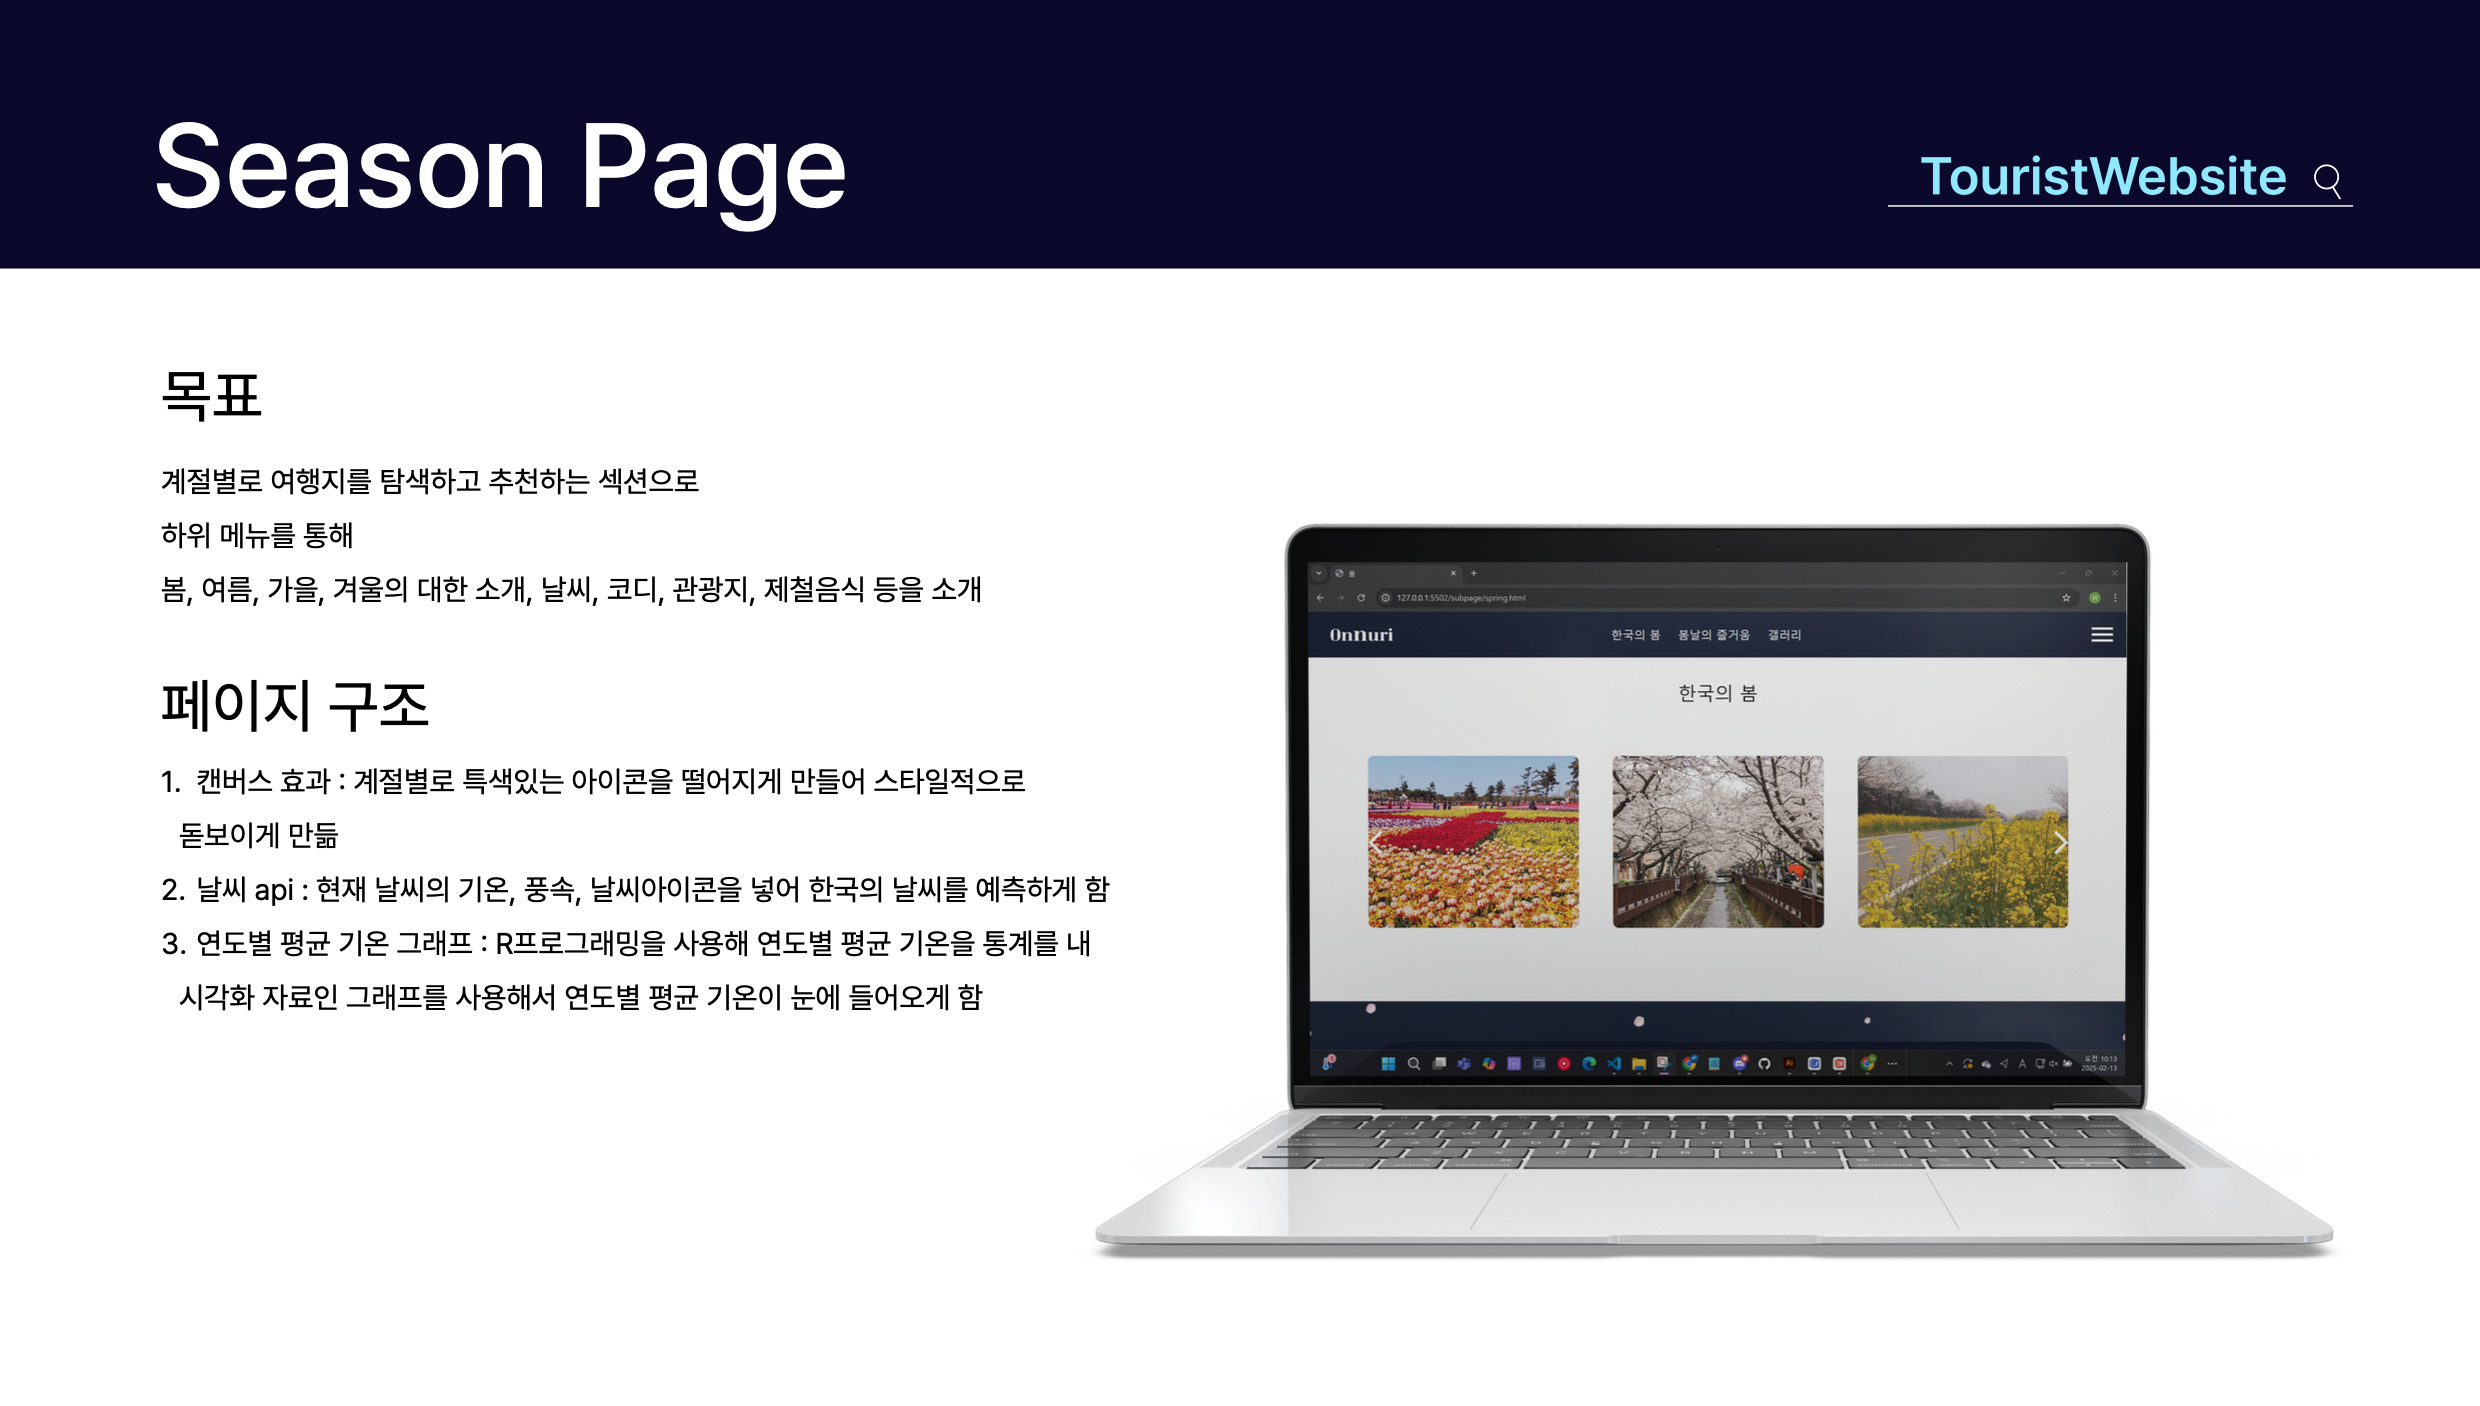 Season Page
TouristWebsite
목표
계절별로 여행지를 탐색하고 추천하는 섹션으로
하위 메뉴를 통해
봄, 여름, 가을, 겨울의 대한 소개, 날씨, 코디, 관광지, 제철음식 등을 소개
페이지 구조
1. 캔버스 효과 : 계절별로 특색있는 아이콘을 떨어지게 만들어 스타일적으로
돋보이게 만듦
2. 날씨 api : 현재 날씨의 기온, 풍속, 날씨아이콘을 넣어 한국의 날씨를 예측하게 함
3. 연도별 평균 기온 그래프 : R프로그래밍을 사용해 연도별 평균 기온을 통계를 내
시각화 자료인 그래프를 사용해서 연도별 평균 기온이 눈에 들어오게 함
봄
127.0.0.1:5502/subpage/spring.html
Onnuri
한국의 봄 봄날의 즐거움 갤러리
한국의 봄
오전 10:13
2025-02-13